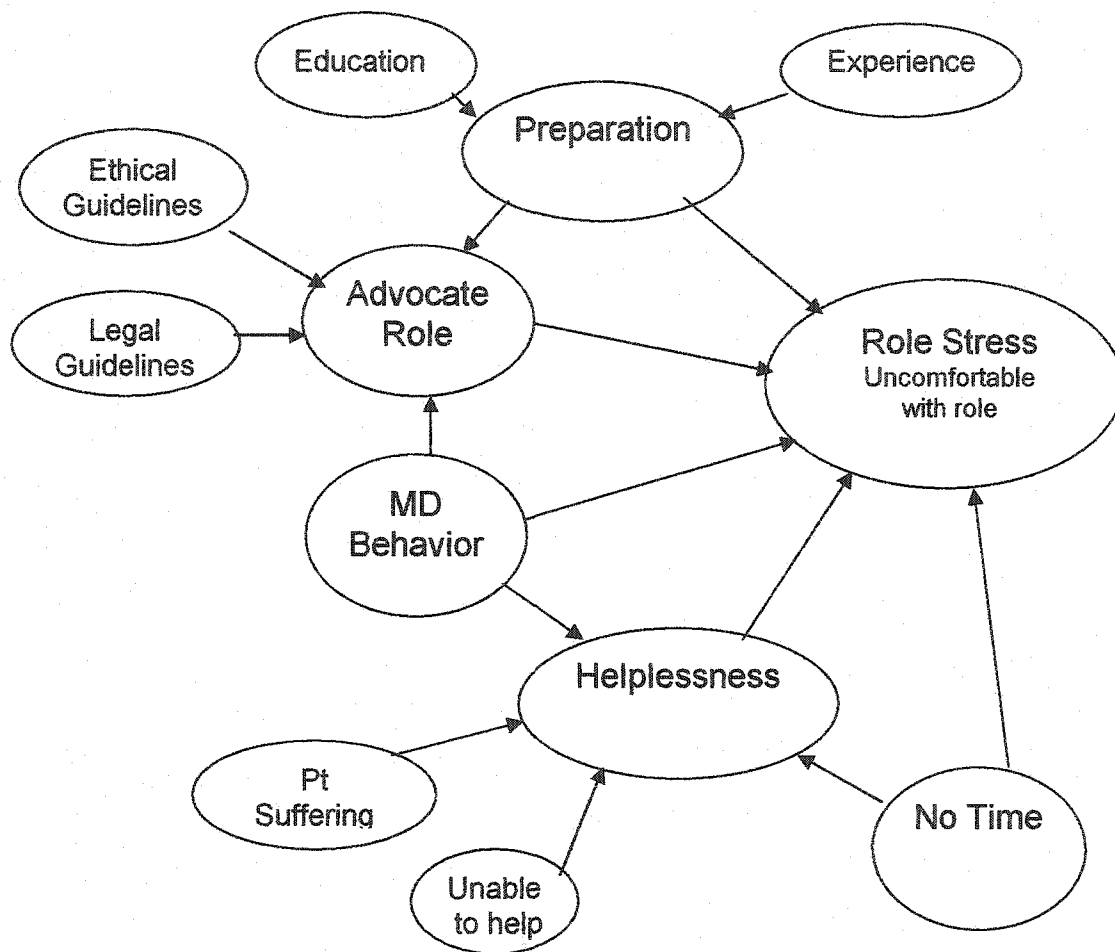 Education
Experience
Preparation
Ethical
Guidelines
Advocate
Role
Legal
Guidelines
Role Stress
Uncomfortable
with role
MD
Behavior
Helplessness
Pt
Suffering
No Time
Unable
to help